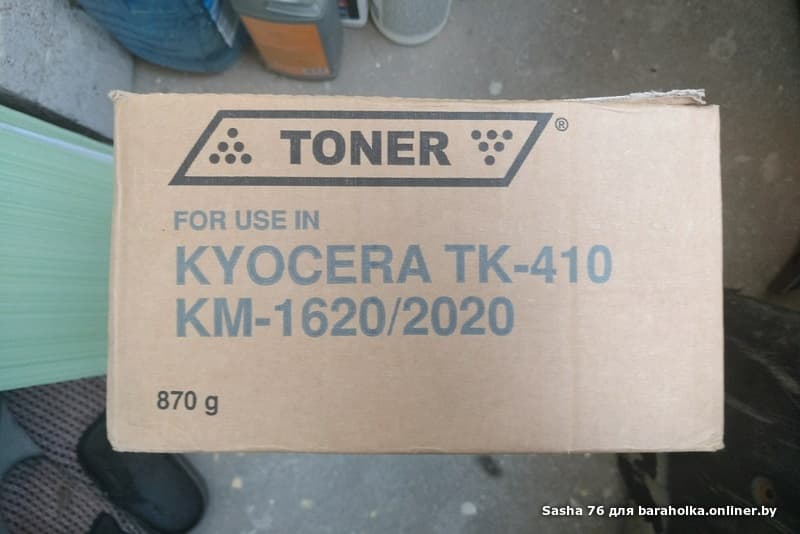 TONER ®
FOR USE IN
KYOCERA TK-410
KM-1620/2020
870 g
Sasha 76 для baraholka.onliner.by